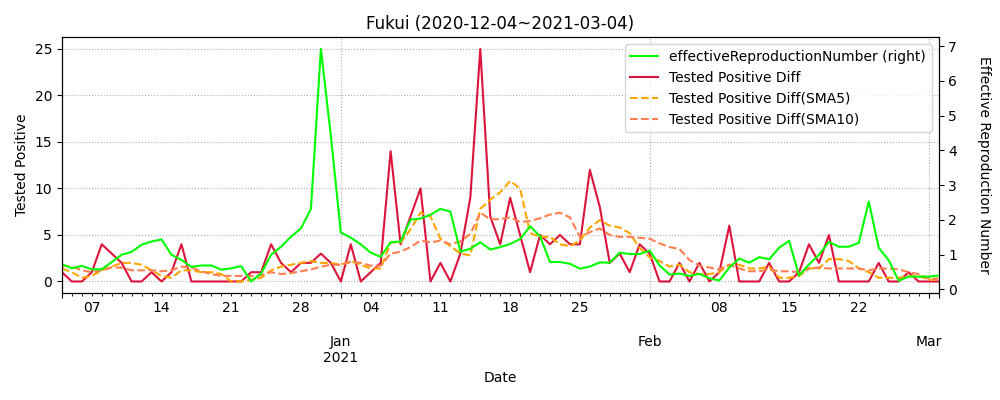 Fukui (2020-12-04~2021-03-04)
effectiveReproductionNumber (right)
Tested Positive Diff
Tested Positive Diff(SMA5)
Tested Positive Diff(SMA10)
Tested Positive
25
20
15
10
5
0
7
6
5
4
3
2
1
0
Effective Reproduction Number
07 14 21 28 04 11 18 25 08 15 22
Jan Feb Mar
2021
Date